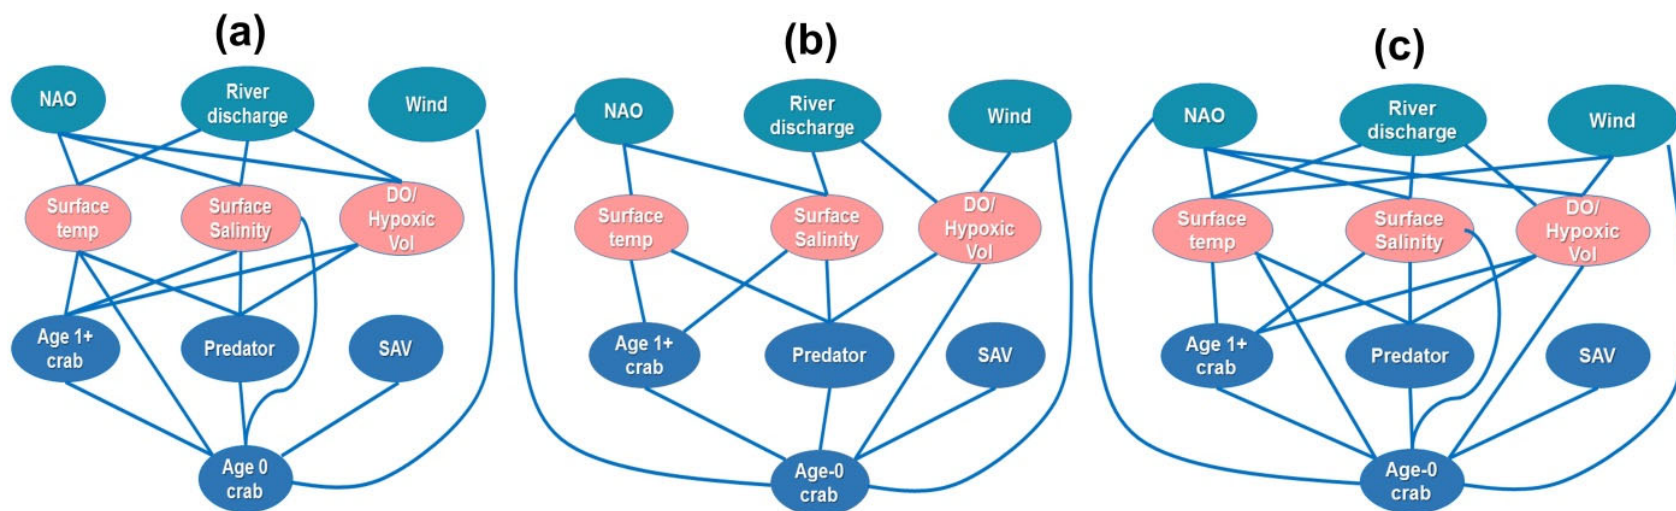 (a)
NAO
River
discharge
Wind
Surface
temp
Surface
Salinity
DO/
Hypoxic
Vol
Age 1+
crab
Predator
SAV
Age 0
crab
(b)
NAO
River
discharge
Wind
Surface
temp
Surface
Salinity
DO/
Hypoxic
Vol
Age 1+
crab
Predator
SAV
Age-0
crab
(c)
NAO
River
discharge
Wind
Surface
temp
Surface
Salinity
DO/
Hypoxic
Vol
Age 1+
crab
Predator
SAV
Age-0
crab